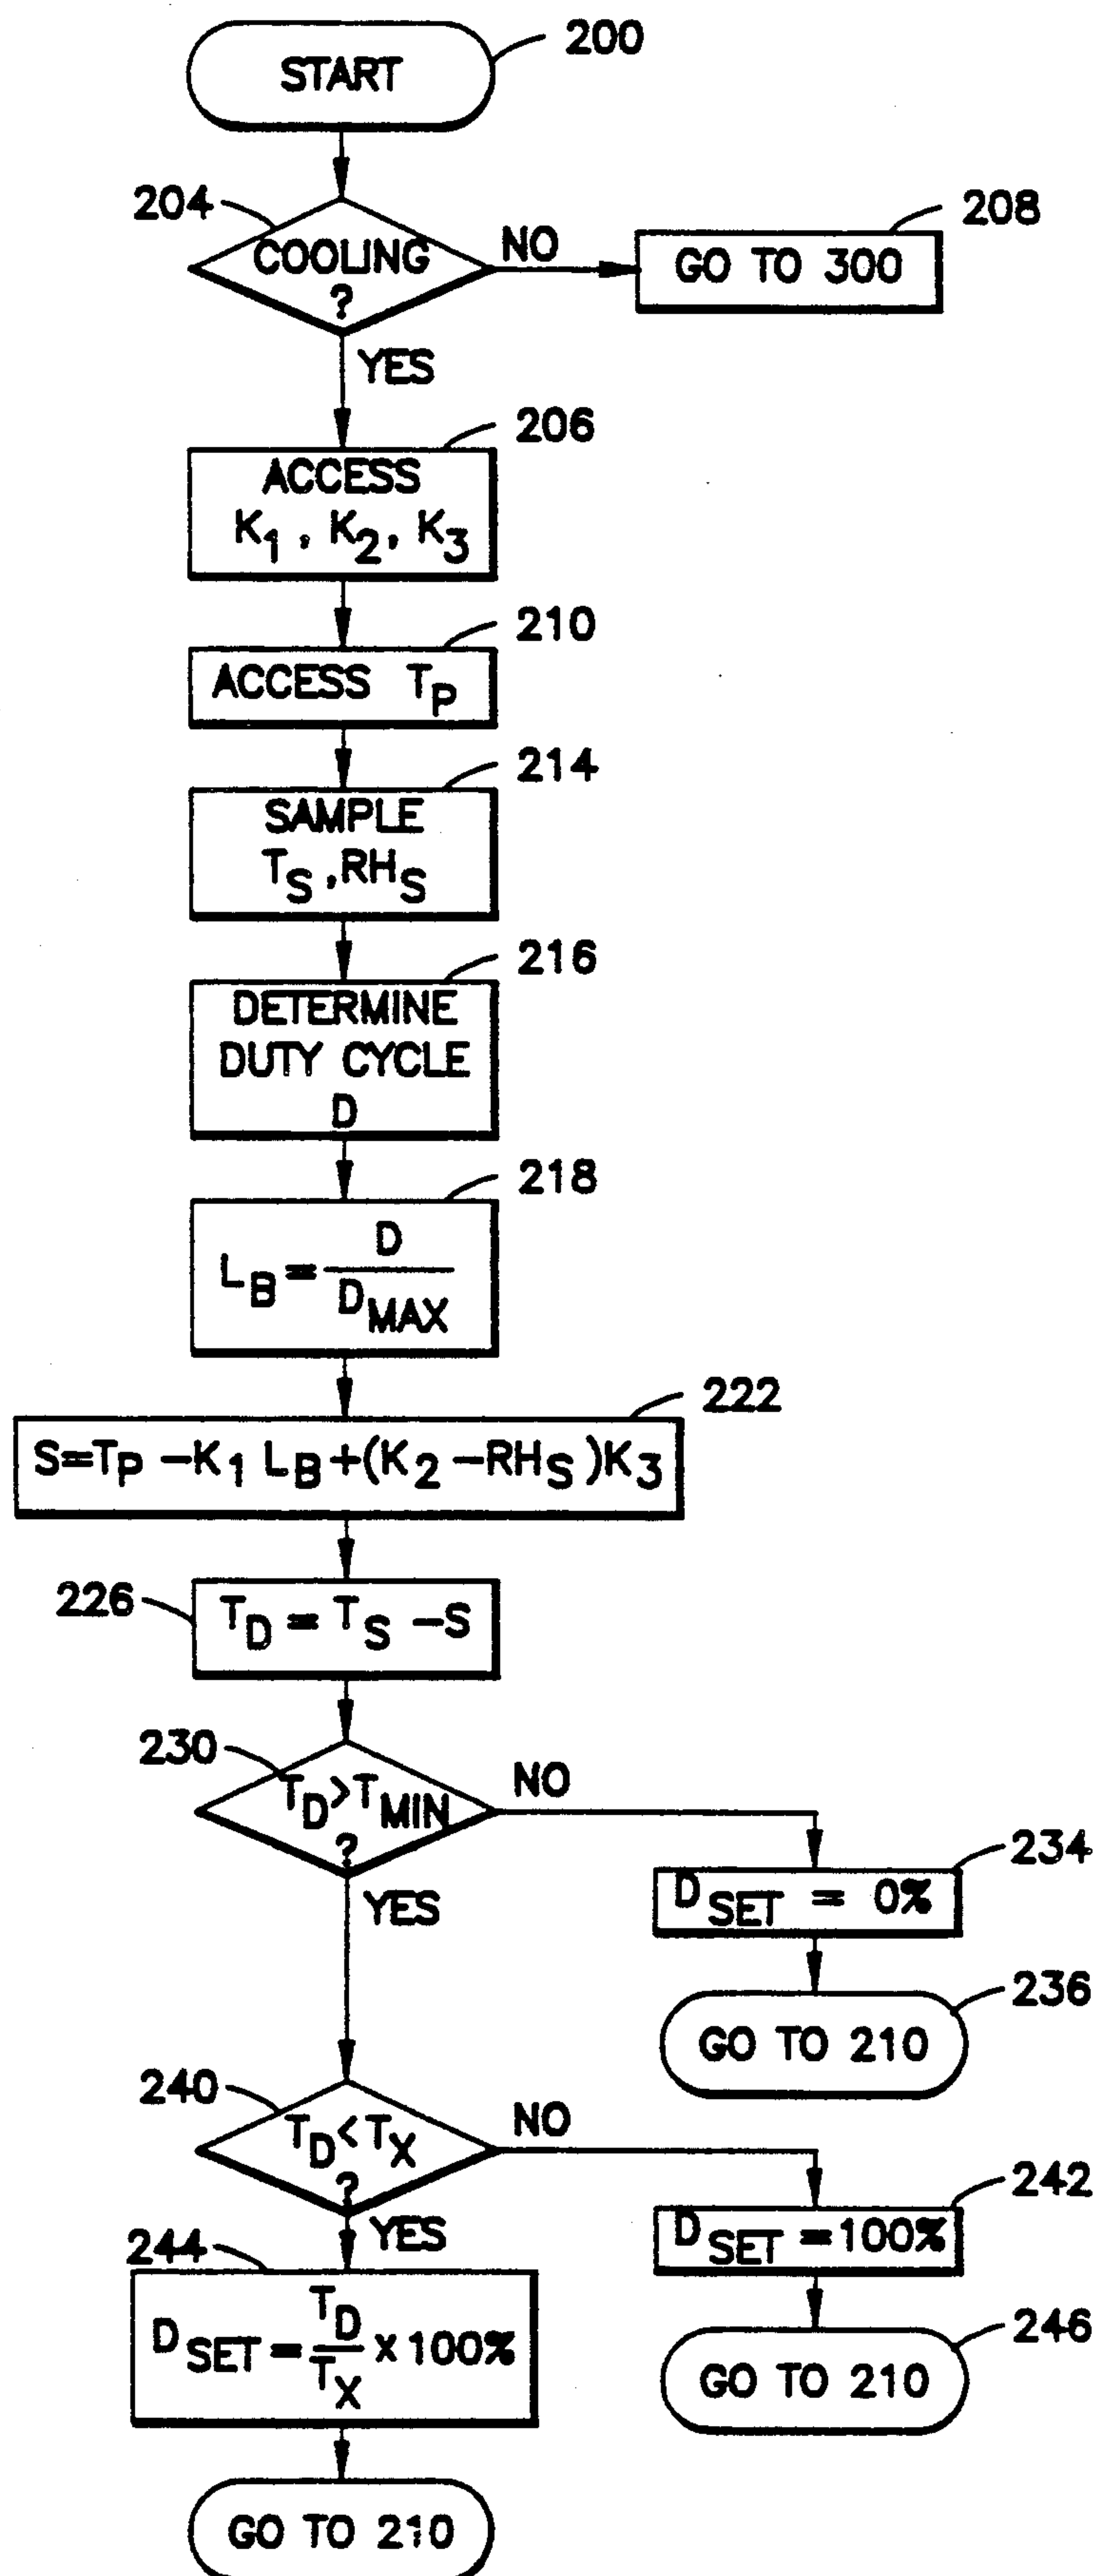 200
START
204
COOLING
?
NO
208
GO TO 300
YES
206
ACCESS
K1, K2, K3
210
ACCESS TP
214
SAMPLE
TS, RHS
216
DETERMINE
DUTY CYCLE
D
218
LB = D / DMAX
222
S=TP -K1 LB+(K2 -RHS)K3
226
TD = TS -S
230
TD>TMIN
?
NO
YES
234
DSET = 0%
236
GO TO 210
240
TD<TX
?
NO
YES
242
DSET =100%
244
DSET = TD / TX x 100%
246
GO TO 210
GO TO 210